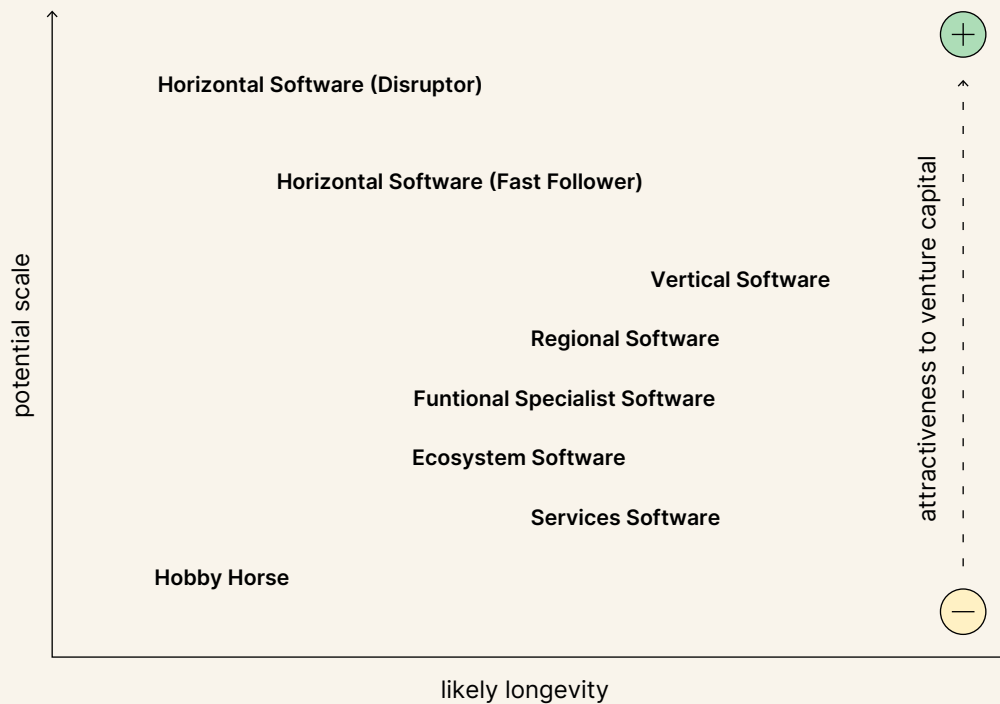 Horizontal Software (Disruptor)
Horizontal Software (Fast Follower)
Vertical Software
Regional Software
Funtional Specialist Software
Ecosystem Software
Services Software
Hobby Horse
potential scale
likely longevity
attractiveness to venture capital